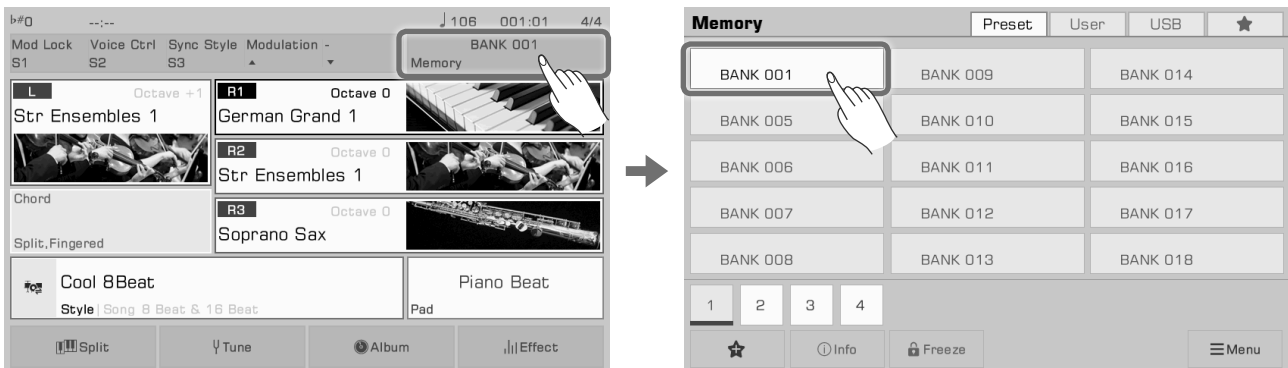 ♭♯0 --:-- ♩106 001:01 4/4
Mod Lock Voice Ctrl Sync Style Modulation - BANK 001
S1 S2 S3 ▲ ▼ Memory
L Octave +1
Str Ensembles 1
R1 Octave 0
German Grand 1
R2 Octave 0
Str Ensembles 1
R3 Octave 0
Soprano Sax
Chord
Split,Fingered
Cool 8Beat
Style | Song 8 Beat & 16 Beat
Piano Beat
Pad
Split Tune Album Effect
Memory Preset User USB ★
BANK 001 BANK 009 BANK 014
BANK 005 BANK 010 BANK 015
BANK 006 BANK 011 BANK 016
BANK 007 BANK 012 BANK 017
BANK 008 BANK 013 BANK 018
1 2 3 4
Info Freeze Menu